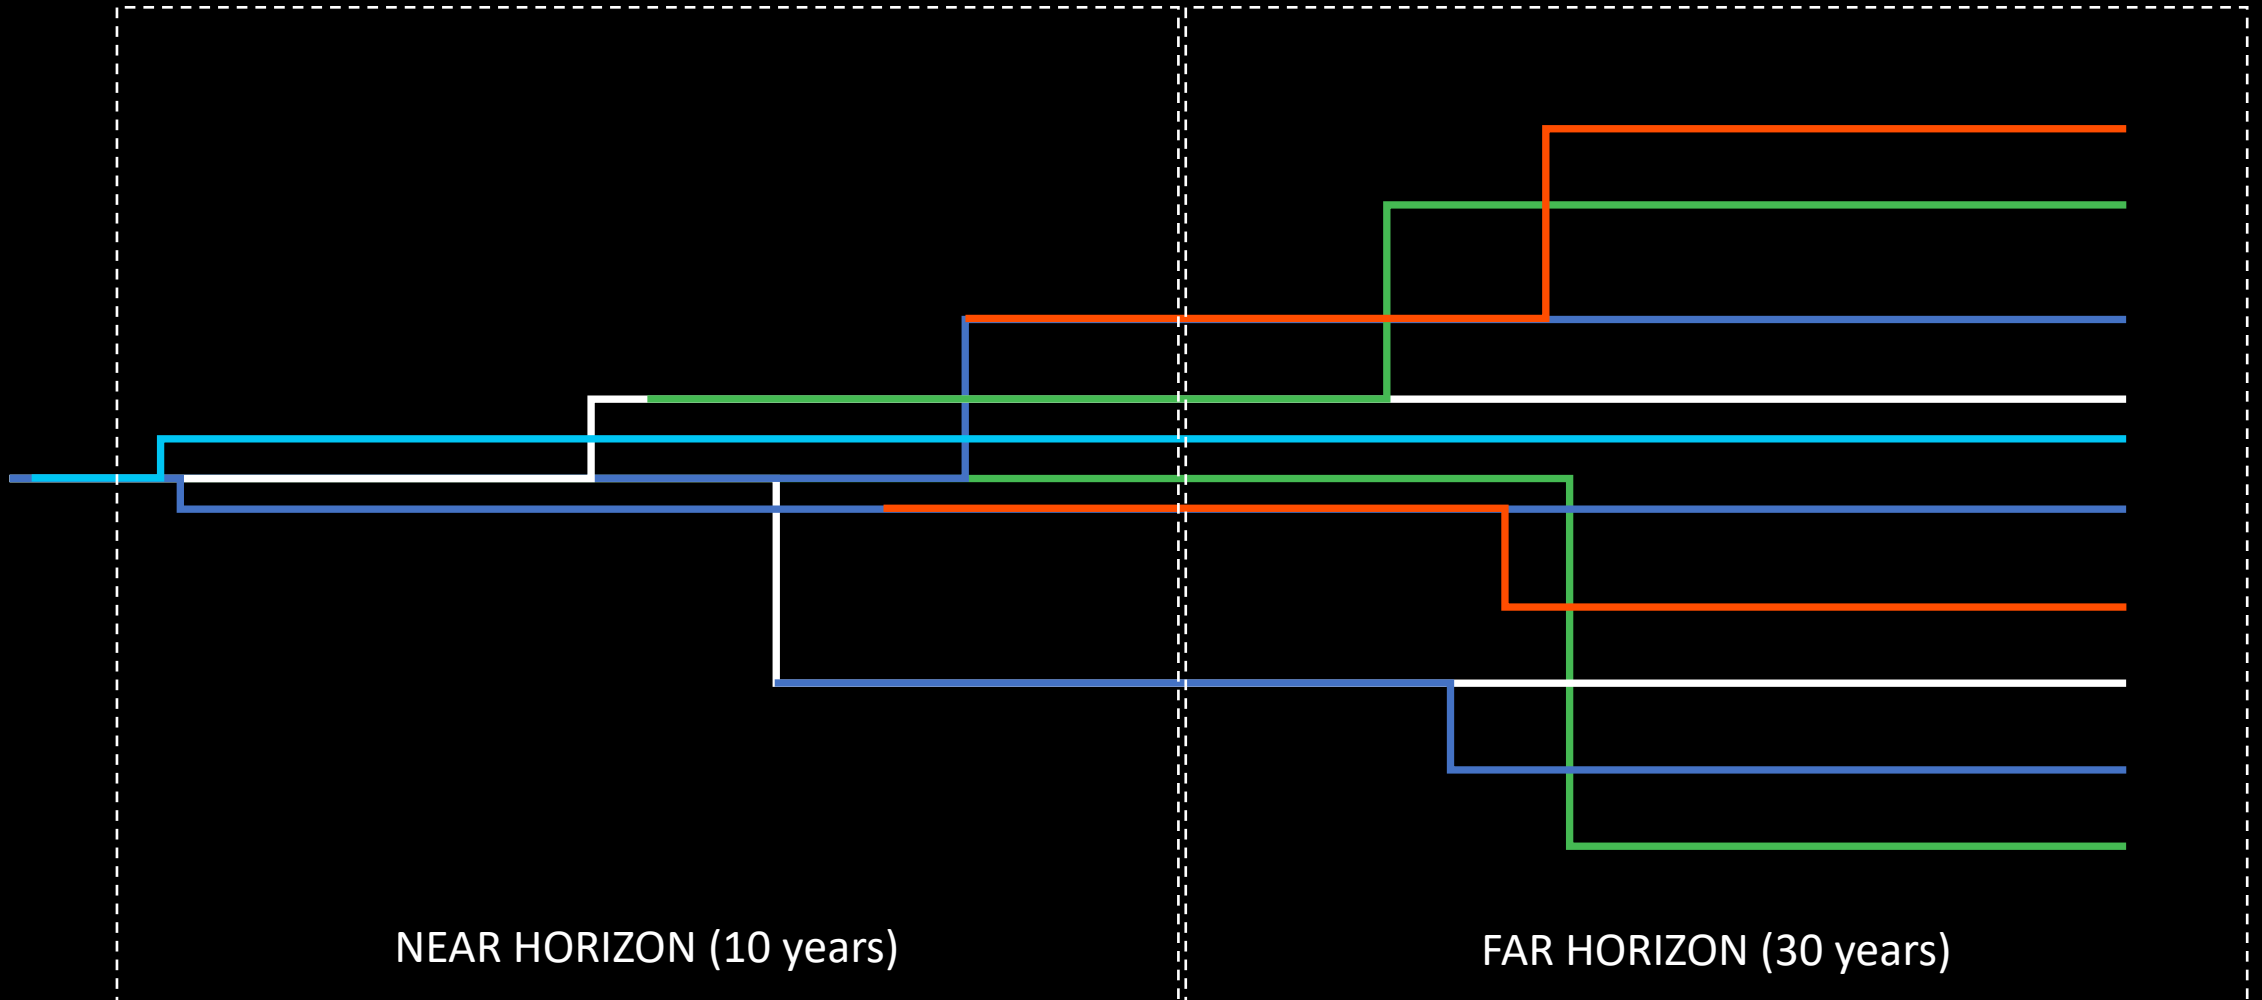 NEAR HORIZON (10 years)
FAR HORIZON (30 years)